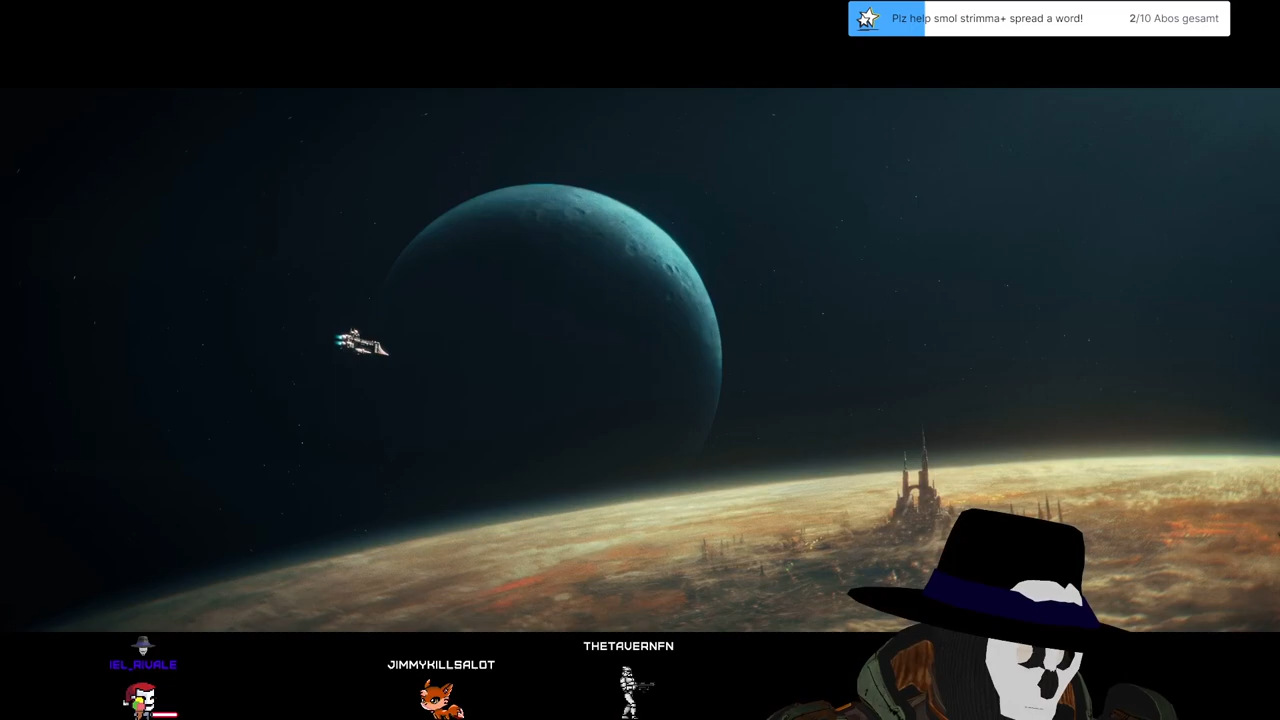 Plz help smol strimma+ spread a word!
2/10 Abos gesamt
THETAVERNFN
IEL_RIVALE
JIMMYKILLSALOT